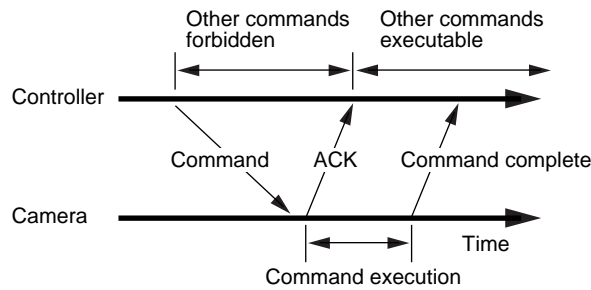 Other commands
forbidden
Other commands
executable
Controller
Command
ACK
Command complete
Camera
Time
Command execution